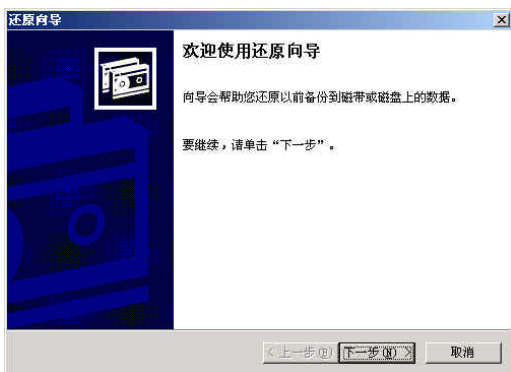 还原向导
欢迎使用还原向导
向导会帮助您还原以前备份到磁带或磁盘上的数据。
要继续，请单击“下一步”。
<上一步(B) 下一步(N) > 取消